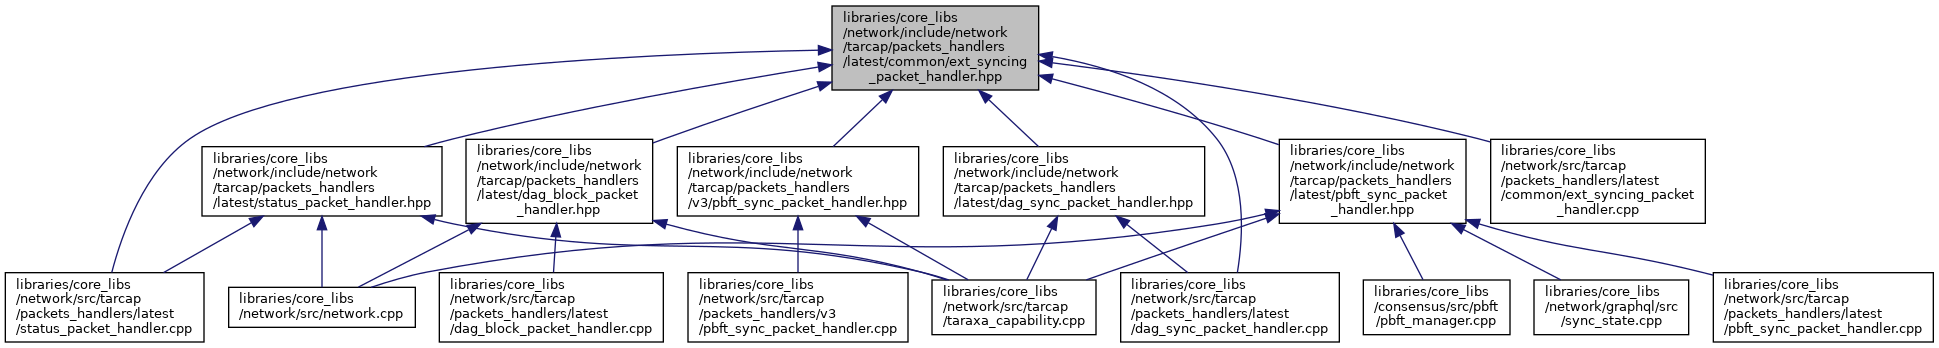 libraries/core_libs
/network/include/network
/tarcap/packets_handlers
/latest/common/ext_syncing
_packet_handler.hpp
libraries/core_libs
/network/include/network
/tarcap/packets_handlers
/latest/status_packet_handler.hpp
libraries/core_libs
/network/include/network
/tarcap/packets_handlers
/latest/dag_block_packet
_handler.hpp
libraries/core_libs
/network/include/network
/tarcap/packets_handlers
/v3/pbft_sync_packet_handler.hpp
libraries/core_libs
/network/include/network
/tarcap/packets_handlers
/latest/dag_sync_packet_handler.hpp
libraries/core_libs
/network/include/network
/tarcap/packets_handlers
/latest/pbft_sync_packet
_handler.hpp
libraries/core_libs
/network/src/tarcap
/packets_handlers/latest
/common/ext_syncing_packet
_handler.cpp
libraries/core_libs
/network/src/tarcap
/packets_handlers/latest
/status_packet_handler.cpp
libraries/core_libs
/network/src/network.cpp
libraries/core_libs
/network/src/tarcap
/packets_handlers/latest
/dag_block_packet_handler.cpp
libraries/core_libs
/network/src/tarcap
/packets_handlers/v3
/pbft_sync_packet_handler.cpp
libraries/core_libs
/network/src/tarcap
/taraxa_capability.cpp
libraries/core_libs
/network/src/tarcap
/packets_handlers/latest
/dag_sync_packet_handler.cpp
libraries/core_libs
/consensus/src/pbft
/pbft_manager.cpp
libraries/core_libs
/network/graphql/src
/sync_state.cpp
libraries/core_libs
/network/src/tarcap
/packets_handlers/latest
/pbft_sync_packet_handler.cpp